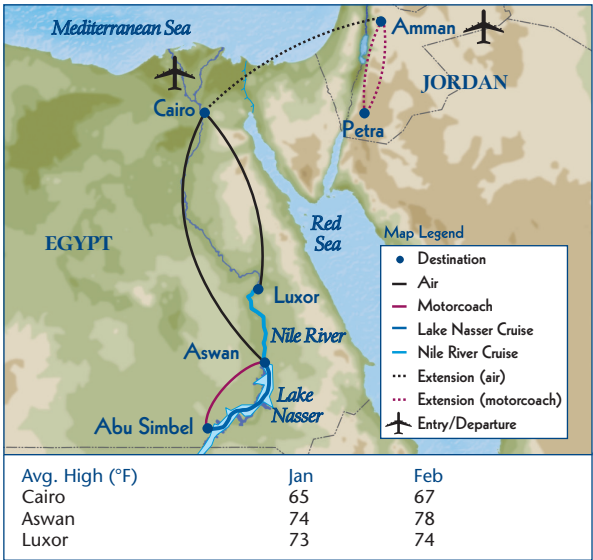 Mediterranean Sea
Amman
JORDAN
Cairo
Petra
Red
Sea
EGYPT
Luxor
Nile River
Aswan
Lake
Nasser
Abu Simbel
Map Legend
Destination
Air
Motorcoach
Lake Nasser Cruise
Nile River Cruise
Extension (air)
Extension (motorcoach)
Entry/Departure
Avg. High (°F) Jan Feb
Cairo 65 67
Aswan 74 78
Luxor 73 74